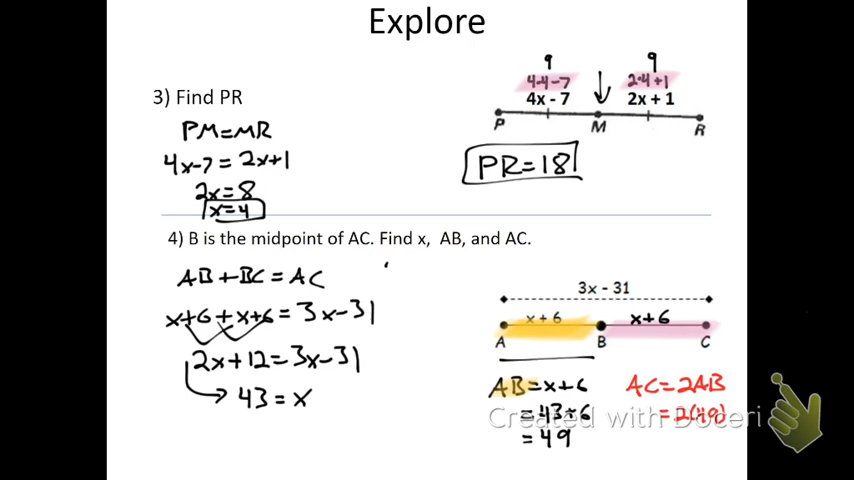 Explore
3) Find PR
PM=MR
4x-7=2x+1
2x=8
x=4
9 9
4·4-7 2·4+1
4x - 7 2x + 1
P M R
PR=18
4) B is the midpoint of AC. Find x, AB, and AC.
AB+BC=AC
x+6+x+6=3x-31
2x+12=3x-31
43=x
3x - 31
x + 6 x+6
A B C
AB=x+6
=43+6
=49
AC=2AB
=2(49)
Created with Doceri